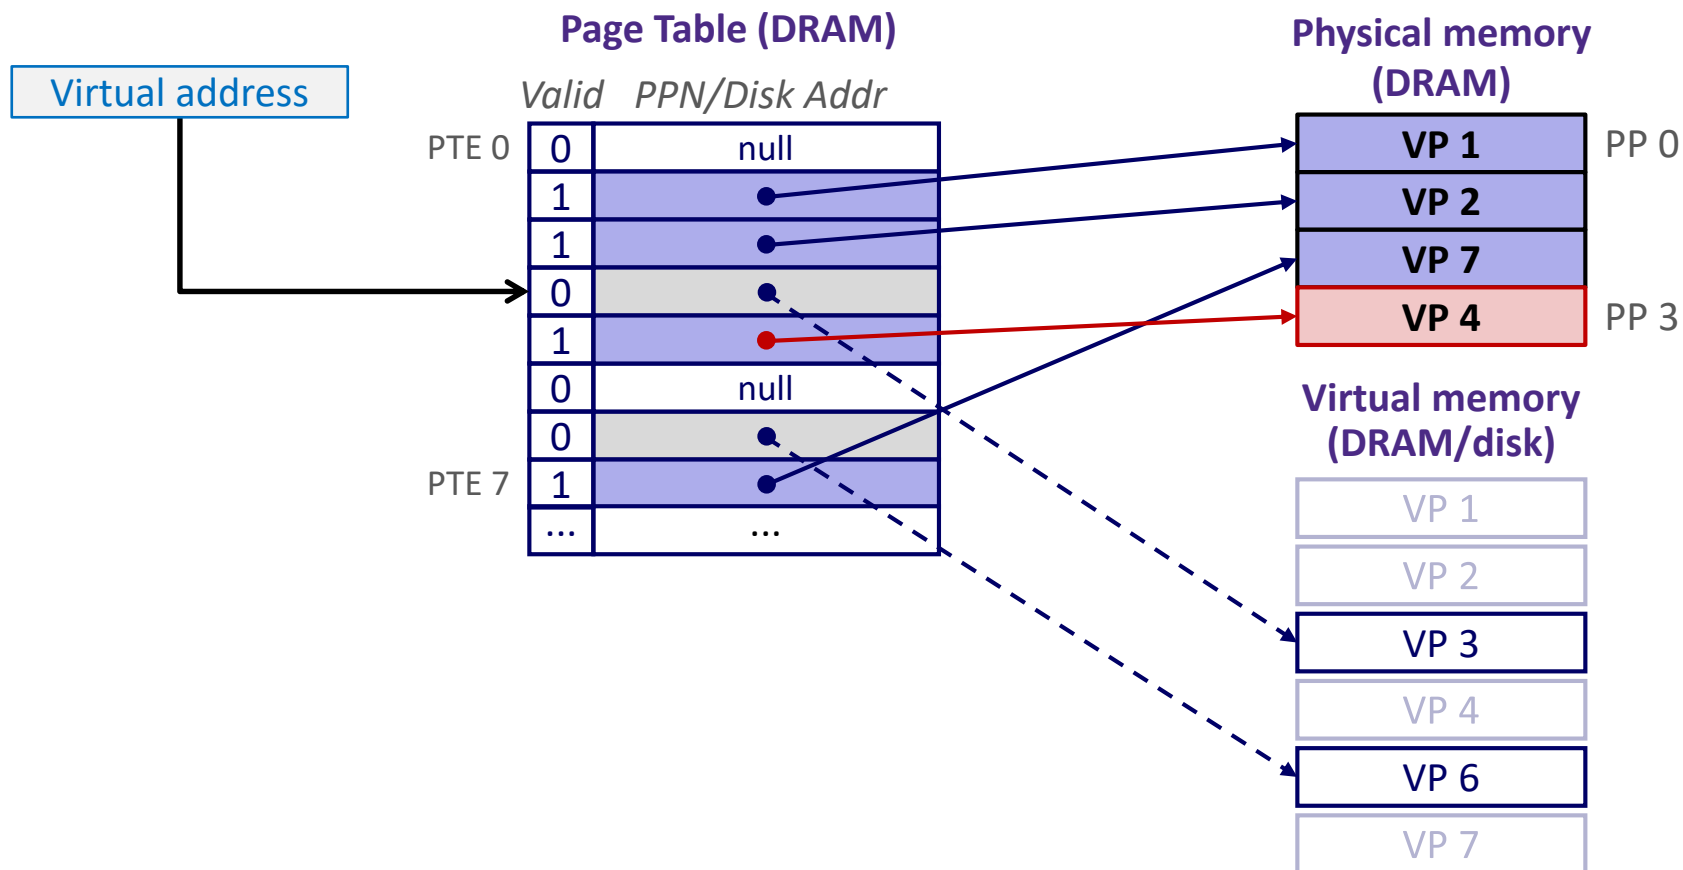 Page Table (DRAM)
Physical memory
(DRAM)
Virtual address
Valid PPN/Disk Addr
PTE 0 0 null
1
1
0
1
0 null
0
PTE 7 1
... ...
VP 1 PP 0
VP 2
VP 7
VP 4 PP 3
Virtual memory
(DRAM/disk)
VP 1
VP 2
VP 3
VP 4
VP 6
VP 7